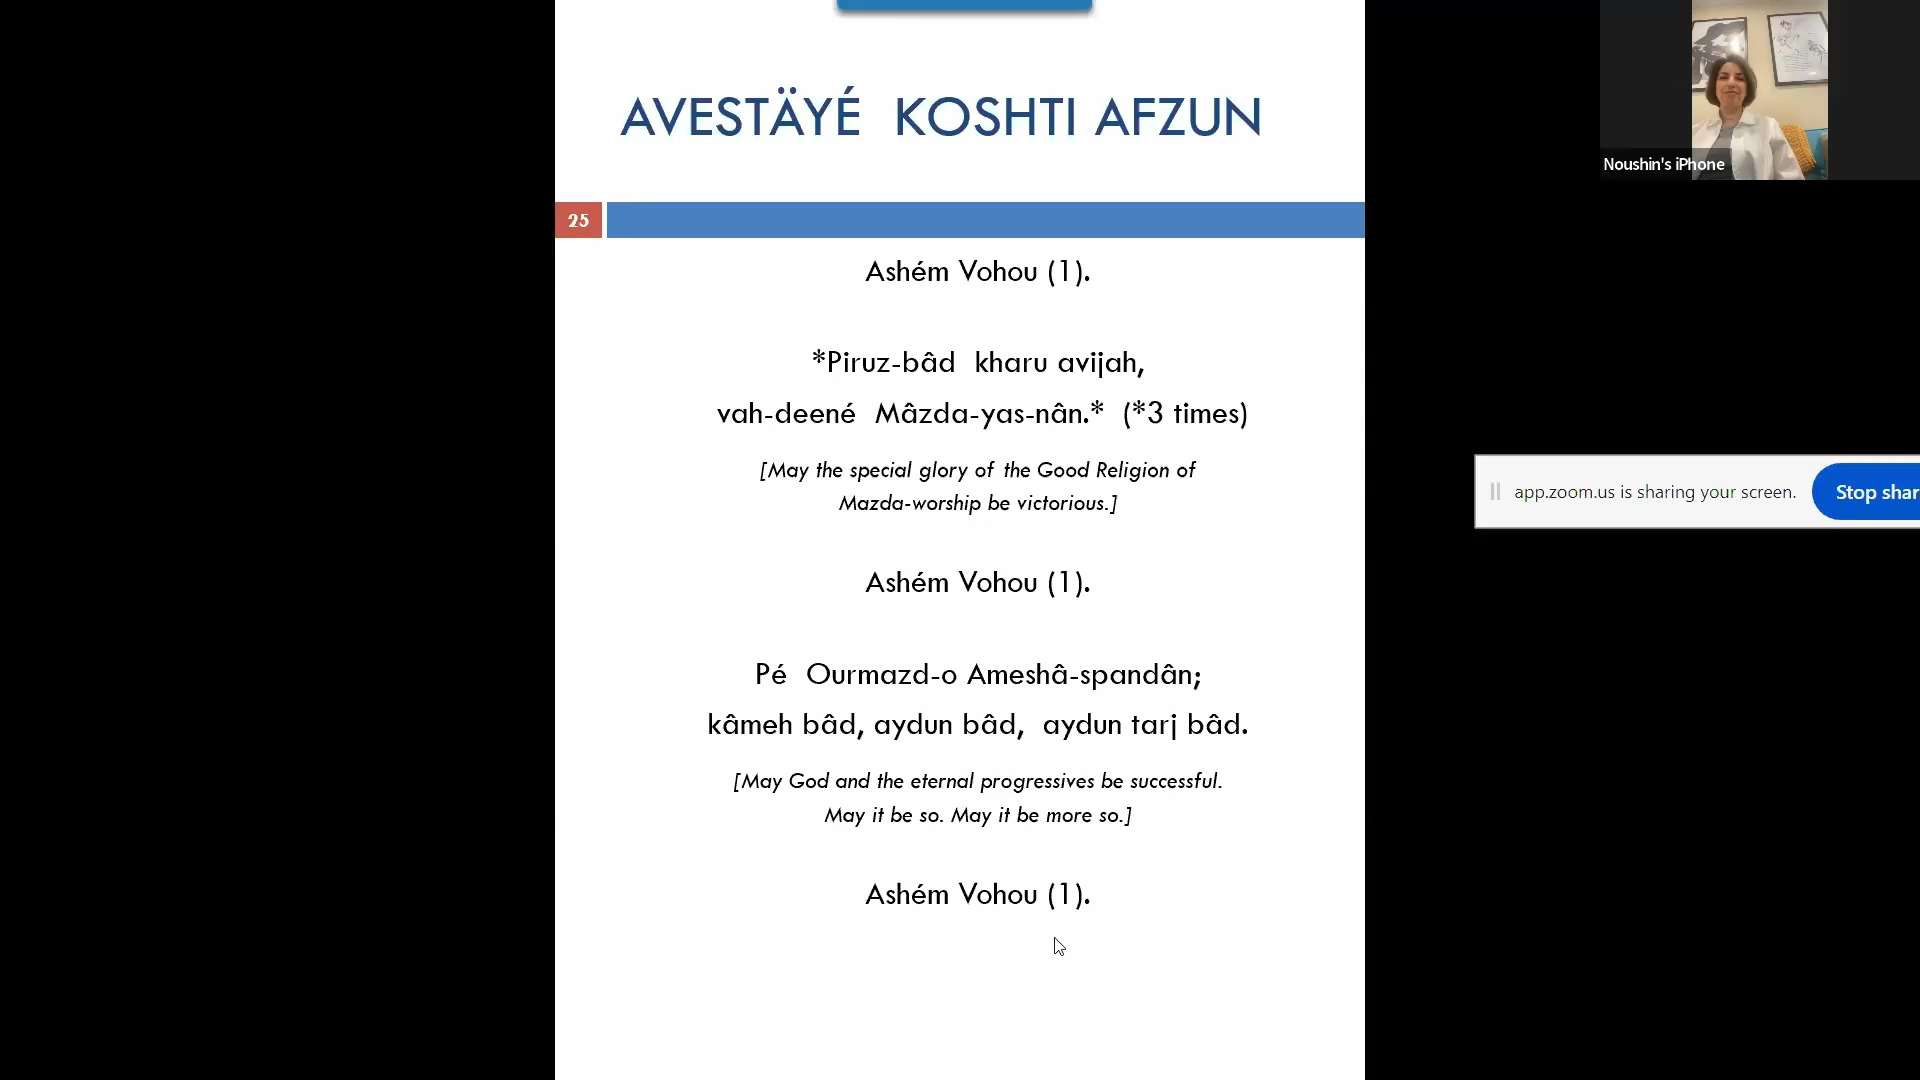 AVESTÄYÉ KOSHTI AFZUN
Noushin's iPhone
25
Ashém Vohou (1).
*Piruz-bâd kharu avijah,
vah-deené Mâzda-yas-nân.* (*3 times)
[May the special glory of the Good Religion of
Mazda-worship be victorious.]
app.zoom.us is sharing your screen.
Stop shar
Ashém Vohou (1).
Pé Ourmazd-o Ameshâ-spandân;
kâmeh bâd, aydun bâd, aydun tarj bâd.
[May God and the eternal progressives be successful.
May it be so. May it be more so.]
Ashém Vohou (1).